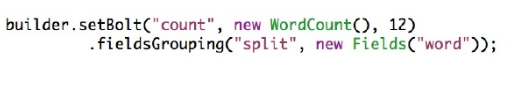 builder.setBolt("count", new WordCount(), 12)
.fieldsGrouping("split", new Fields("word"));